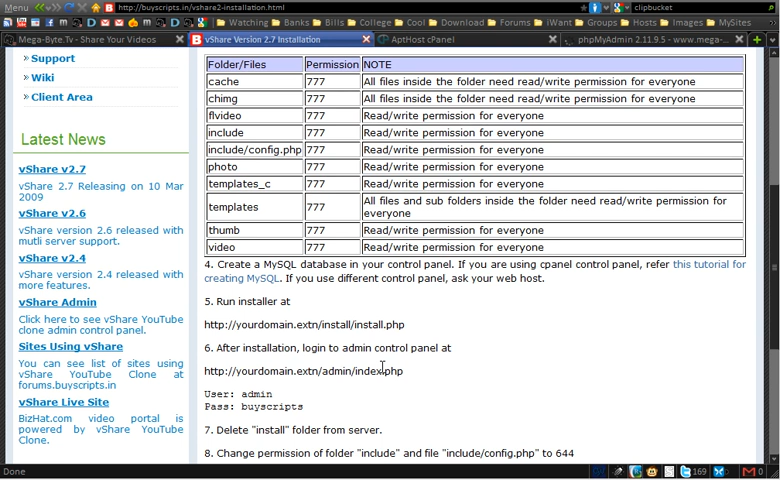 Menu
http://buyscripts.in/vshare2-installation.html
clipbucket
Watching Banks Bills College Cool Download Forums iWant Groups Hosts Images MySites
Mega-Byte.Tv - Share Your Videos
vShare Version 2.7 Installation
AptHost cPanel
phpMyAdmin 2.11.9.5 - www.mega-...
Support
Wiki
Client Area
Latest News
vShare v2.7
vShare 2.7 Releasing on 10 Mar
2009
vShare v2.6
vShare version 2.6 released with
mutli server support.
vShare v2.4
vShare version 2.4 released with
more features.
vShare Admin
Click here to see vShare YouTube
clone admin control panel.
Sites Using vShare
You can see list of sites using
YouTube Clone at
forums.buyscripts.in
vShare Live Site
BizHat.com video portal is
powered by vShare YouTube
Clone.
Folder/Files Permission NOTE
cache 777 All files inside the folder need read/write permission for everyone
chimg 777 All files inside the folder need read/write permission for everyone
flvideo 777 Read/write permission for everyone
include 777 Read/write permission for everyone
include/config.php 777 Read/write permission for everyone
photo 777 Read/write permission for everyone
templates_c 777 Read/write permission for everyone
templates 777 All files and sub folders inside the folder need read/write permission for
everyone
thumb 777 Read/write permission for everyone
video 777 Read/write permission for everyone
4. Create a MySQL database in your control panel. If you are using cpanel control panel, refer this tutorial for
creating MySQL. If you use different control panel, ask your web host.
5. Run installer at
http://yourdomain.extn/install/install.php
6. After installation, login to admin control panel at
http://yourdomain.extn/admin/index.php
User: admin
Pass: buyscripts
7. Delete "install" folder from server.
8. Change permission of folder "include" and file "include/config.php" to 644
Done
169
0